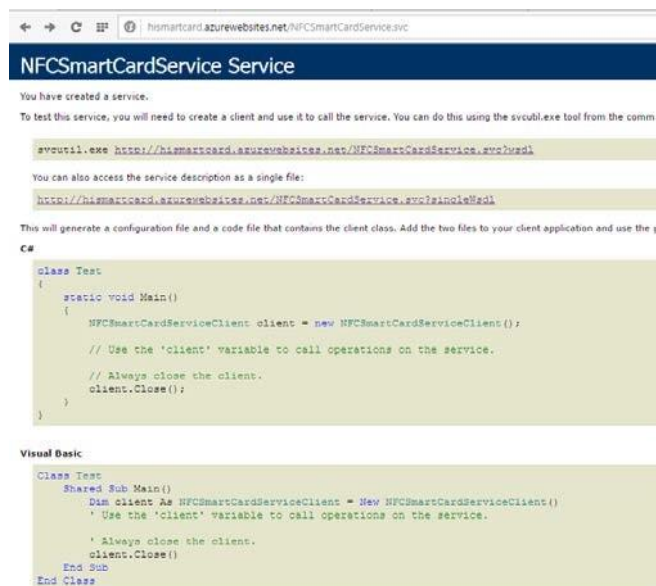 hismartcard.azurewebsites.net/NFCSmartCardService.svc
NFCSmartCardService Service
You have created a service.
To test this service, you will need to create a client and use it to call the service. You can do this using the svcutil.exe tool from the comm
svcutil.exe http://hismartcard.azurewebsites.net/NFCSmartCardService.svc?wsdl
You can also access the service description as a single file:
http://hismartcard.azurewebsites.net/NFCSmartCardService.svc?singleWsdl
This will generate a configuration file and a code file that contains the client class. Add the two files to your client application and use the
C#
class Test
{
static void Main()
{
NFCSmartCardServiceClient client = new NFCSmartCardServiceClient();
// Use the 'client' variable to call operations on the service.
// Always close the client.
client.Close();
}
}
Visual Basic
Class Test
Shared Sub Main()
Dim client As NFCSmartCardServiceClient = New NFCSmartCardServiceClient()
' Use the 'client' variable to call operations on the service.
' Always close the client.
client.Close()
End Sub
End Class